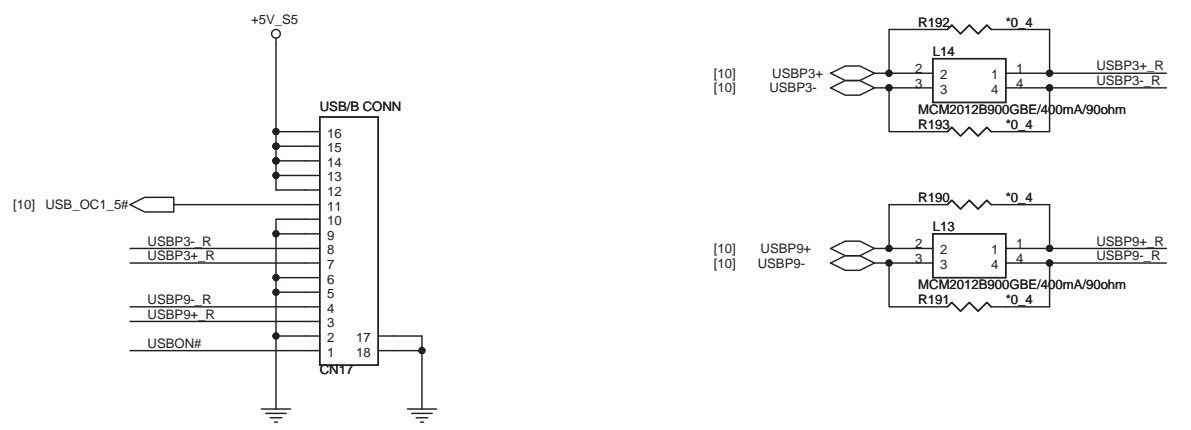 +5V_S5
USB/B CONN
16
15
14
13
12
[10] USB_OC1_5# 11
10
9
USBP3-_R 8
USBP3+_R 7
6
5
USBP9-_R 4
USBP9+_R 3
2 17
USBON# 1 18
CN17
R192 *0_4
L14
[10] USBP3+ 2 2 1 1 USBP3+_R
[10] USBP3- 3 3 4 4 USBP3-_R
MCM2012B900GBE/400mA/90ohm
R193 *0_4
R190 *0_4
L13
[10] USBP9+ 2 2 1 1 USBP9+_R
[10] USBP9- 3 3 4 4 USBP9-_R
MCM2012B900GBE/400mA/90ohm
R191 *0_4